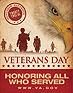 VETERANS DAY
HONORING ALL
WHO SERVED
WWW.VA.GOV